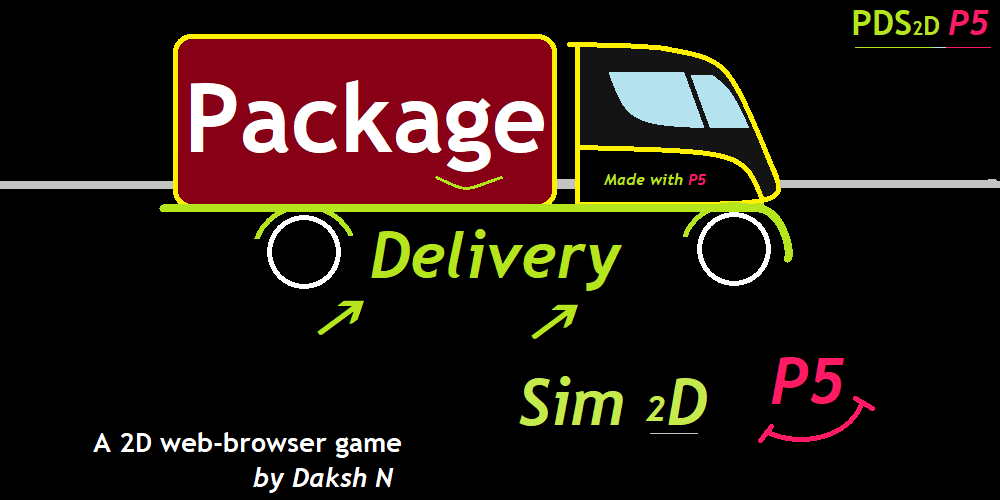 PDS2D P5
Package
Made with P5
Delivery
Sim 2D P5
A 2D web-browser game
by Daksh N